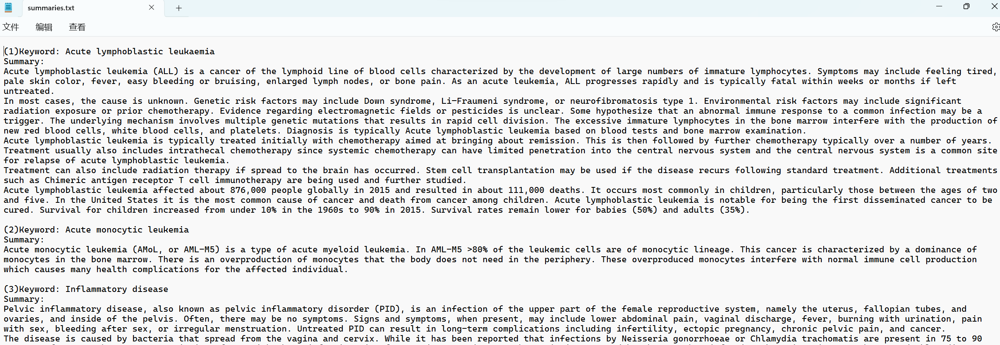 summaries.txt
文件 编辑 查看
(1)Keyword: Acute lymphoblastic leukaemia
Summary:
Acute lymphoblastic leukemia (ALL) is a cancer of the lymphoid line of blood cells characterized by the development of large numbers of immature lymphocytes. Symptoms may include feeling tired,
pale skin color, fever, easy bleeding or bruising, enlarged lymph nodes, or bone pain. As an acute leukemia, ALL progresses rapidly and is typically fatal within weeks or months if left
untreated.
In most cases, the cause is unknown. Genetic risk factors may include Down syndrome, Li-Fraumeni syndrome, or neurofibromatosis type 1. Environmental risk factors may include significant
radiation exposure or prior chemotherapy. Evidence regarding electromagnetic fields or pesticides is unclear. Some hypothesize that an abnormal immune response to a common infection may be a
trigger. The underlying mechanism involves multiple genetic mutations that results in rapid cell division. The excessive immature lymphocytes in the bone marrow interfere with the production of
new red blood cells, white blood cells, and platelets. Diagnosis is typically Acute lymphoblastic leukemia based on blood tests and bone marrow examination.
Acute lymphoblastic leukemia is typically treated initially with chemotherapy aimed at bringing about remission. This is then followed by further chemotherapy typically over a number of years.
Treatment usually also includes intrathecal chemotherapy since systemic chemotherapy can have limited penetration into the central nervous system and the central nervous system is a common site
for relapse of acute lymphoblastic leukemia.
Treatment can also include radiation therapy if spread to the brain has occurred. Stem cell transplantation may be used if the disease recurs following standard treatment. Additional treatments
such as Chimeric antigen receptor T cell immunotherapy are being used and further studied.
Acute lymphoblastic leukemia affected about 876,000 people globally in 2015 and resulted in about 111,000 deaths. It occurs most commonly in children, particularly those between the ages of two
and five. In the United States it is the most common cause of cancer and death from cancer among children. Acute lymphoblastic leukemia is notable for being the first disseminated cancer to be
cured. Survival for children increased from under 10% in the 1960s to 90% in 2015. Survival rates remain lower for babies (50%) and adults (35%).
(2)Keyword: Acute monocytic leukemia
Summary:
Acute monocytic leukemia (AMoL, or AML-M5) is a type of acute myeloid leukemia. In AML-M5 >80% of the leukemic cells are of monocytic lineage. This cancer is characterized by a dominance of
monocytes in the bone marrow. There is an overproduction of monocytes that the body does not need in the periphery. These overproduced monocytes interfere with normal immune cell production
which causes many health complications for the affected individual.
(3)Keyword: Inflammatory disease
Summary:
Pelvic inflammatory disease, also known as pelvic inflammatory disorder (PID), is an infection of the upper part of the female reproductive system, namely the uterus, fallopian tubes, and
ovaries, and inside of the pelvis. Often, there may be no symptoms. Signs and symptoms, when present, may include lower abdominal pain, vaginal discharge, fever, burning with urination, pain
with sex, bleeding after sex, or irregular menstruation. Untreated PID can result in long-term complications including infertility, ectopic pregnancy, chronic pelvic pain, and cancer.
The disease is caused by bacteria that spread from the vagina and cervix. While it has been reported that infections by Neisseria gonorrhoeae or Chlamydia trachomatis are present in 75 to 90